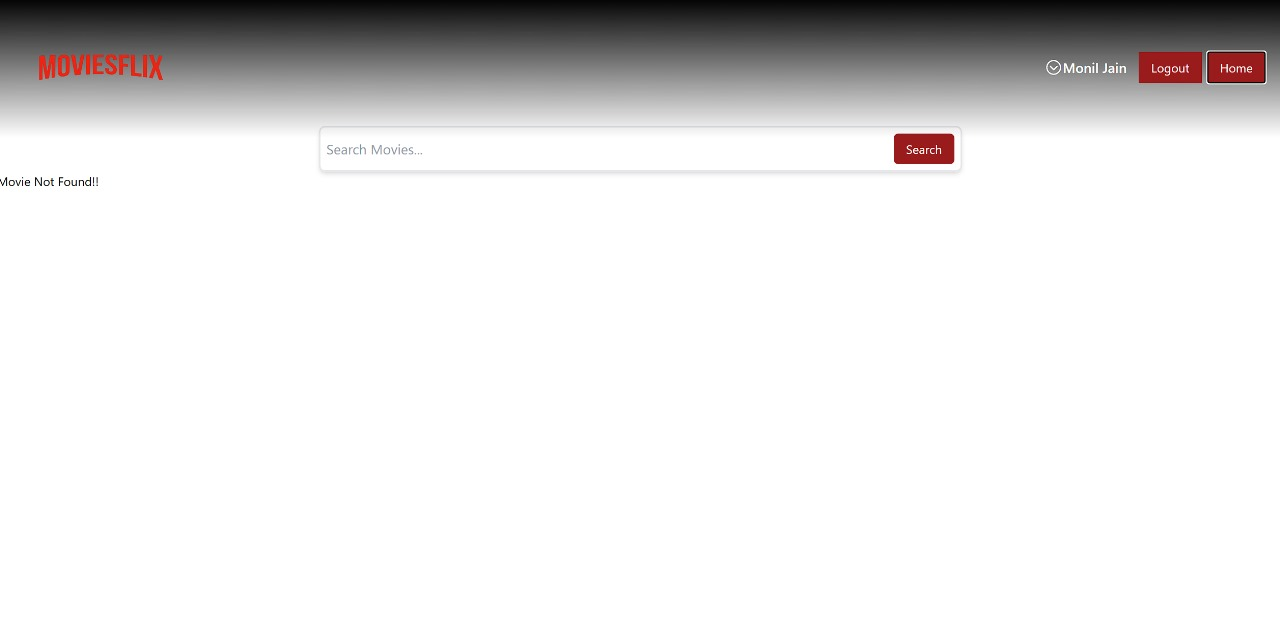 MOVIESFLIX
Monil Jain Logout Home
Search Movies... Search
Movie Not Found!!